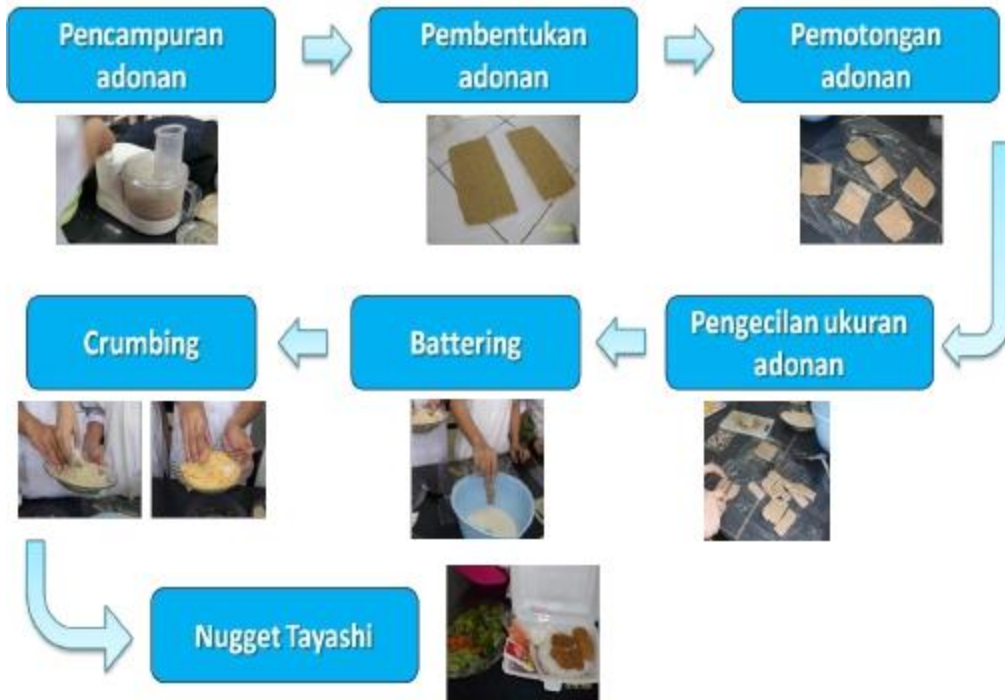 Pencampuran
adonan
Pembentukan
adonan
Pemotongan
adonan
Pengecilan ukuran
adonan
Battering
Crumbing
Nugget Tayashi